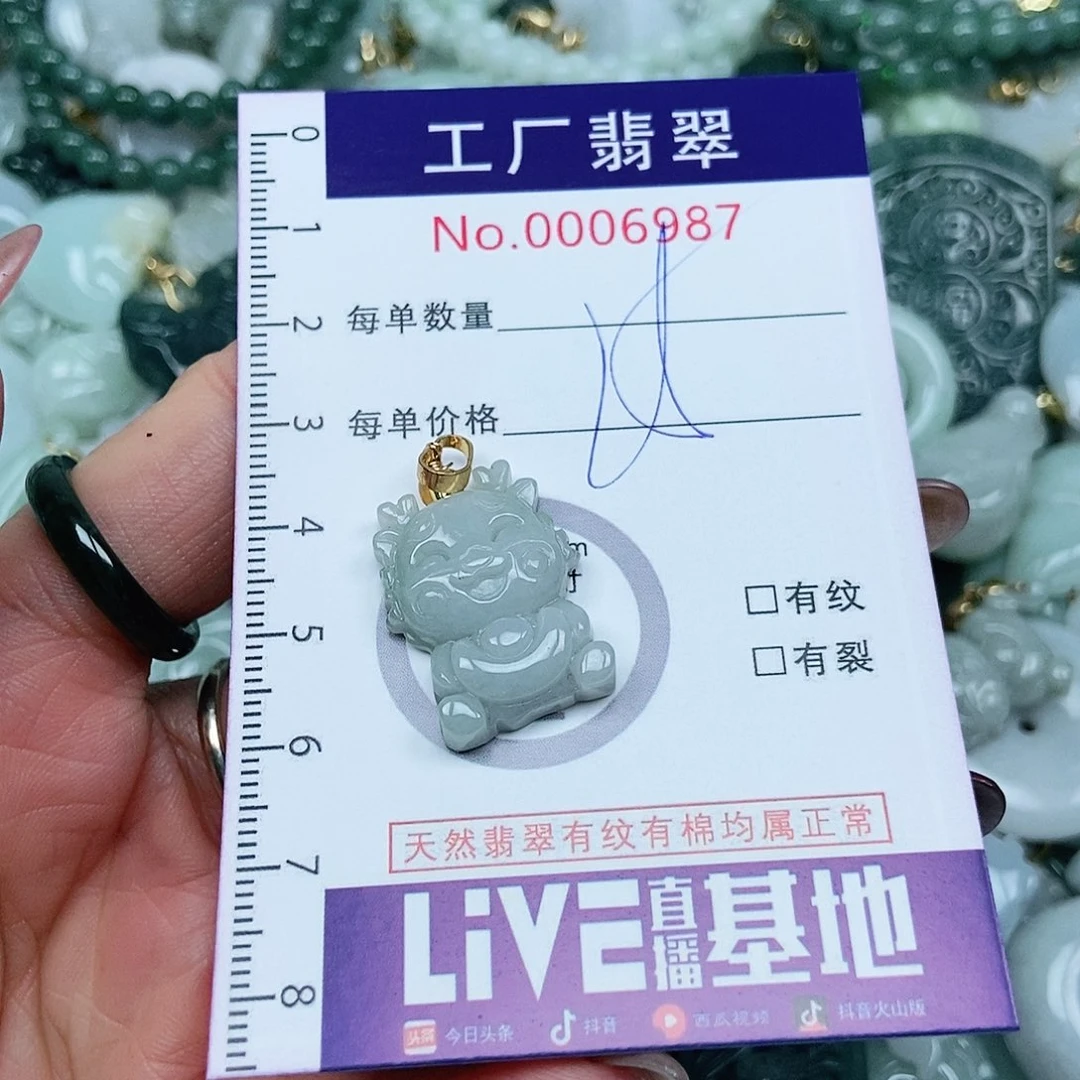 工厂翡翠
No.0006987
每单数量
每单价格
□有纹
□有裂
天然翡翠有纹有棉均属正常
LiVE直播基地
头条 今日头条 抖音 西瓜视频 抖音火山版
0
1
2
3
4
5
6
7
8